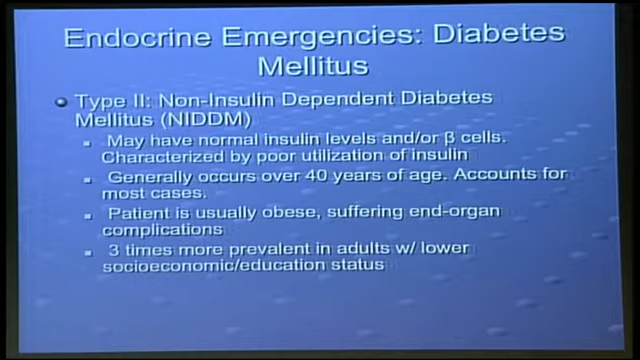 Endocrine Emergencies: Diabetes
Mellitus
Type II: Non-Insulin Dependent Diabetes
Mellitus (NIDDM)
May have normal insulin levels and/or β cells.
Characterized by poor utilization of insulin
Generally occurs over 40 years of age. Accounts for
most cases.
Patient is usually obese, suffering end-organ
complications
3 times more prevalent in adults w/ lower
socioeconomic/education status